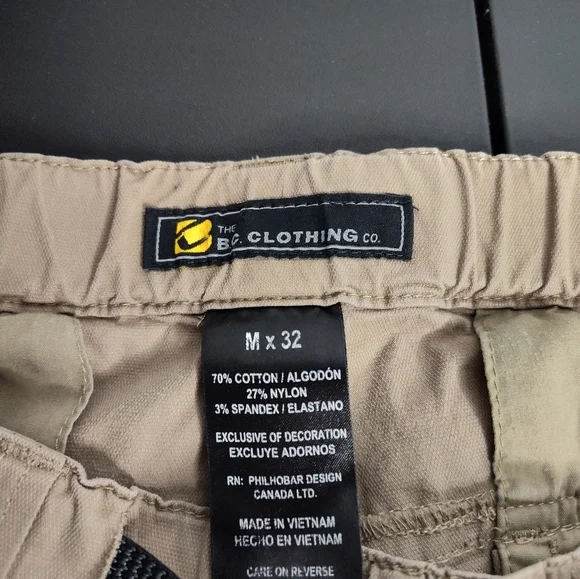 THE
B.C. CLOTHING CO.
M x 32
70% COTTON / ALGODÓN
27% NYLON
3% SPANDEX / ELASTANO
EXCLUSIVE OF DECORATION
EXCLUYE ADORNOS
RN: PHILHOBAR DESIGN
CANADA LTD.
MADE IN VIETNAM
HECHO EN VIETNAM
CARE ON REVERSE